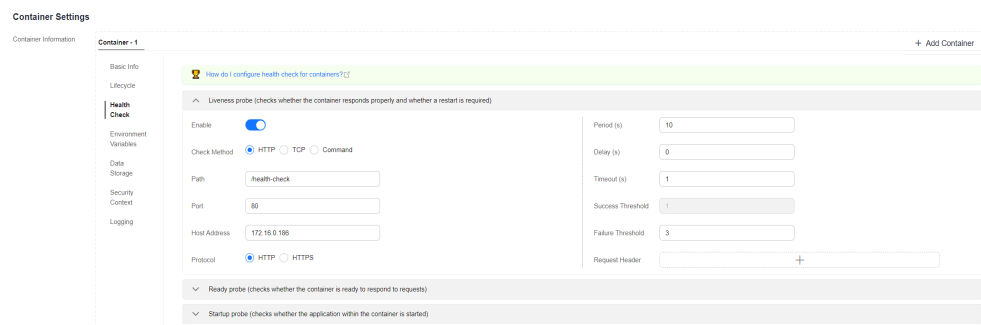 Container Settings
Container Information
Container - 1
+ Add Container
Basic Info
Lifecycle
Health
Check
Environment
Variables
Data
Storage
Security
Context
Logging
How do I configure health check for containers?
Liveness probe (checks whether the container responds properly and whether a restart is required)
Enable
Check Method HTTP TCP Command
Path /health-check
Port 80
Host Address 172.16.0.186
Protocol HTTP HTTPS
Period (s) 10
Delay (s) 0
Timeout (s) 1
Success Threshold 1
Failure Threshold 3
Request Header +
Ready probe (checks whether the container is ready to respond to requests)
Startup probe (checks whether the application within the container is started)